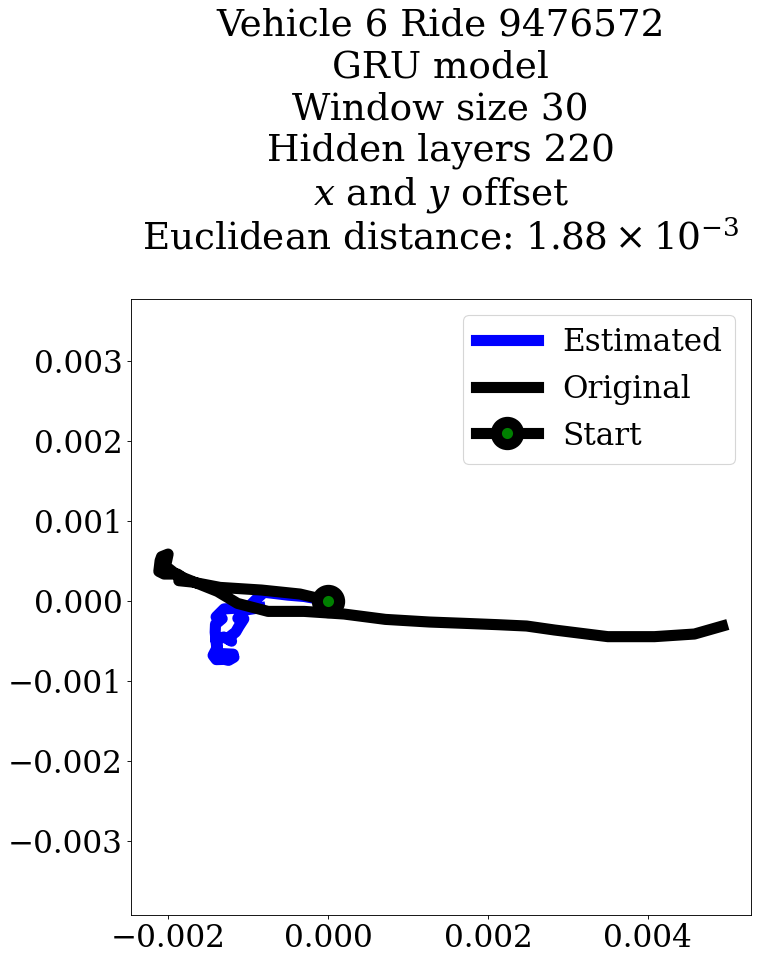 Vehicle 6 Ride 9476572
GRU model
Window size 30
Hidden layers 220
x and y offset
Euclidean distance: 1.88 × 10⁻³
Estimated
Original
Start
0.003
0.002
0.001
0.000
−0.001
−0.002
−0.003
−0.002 0.000 0.002 0.004